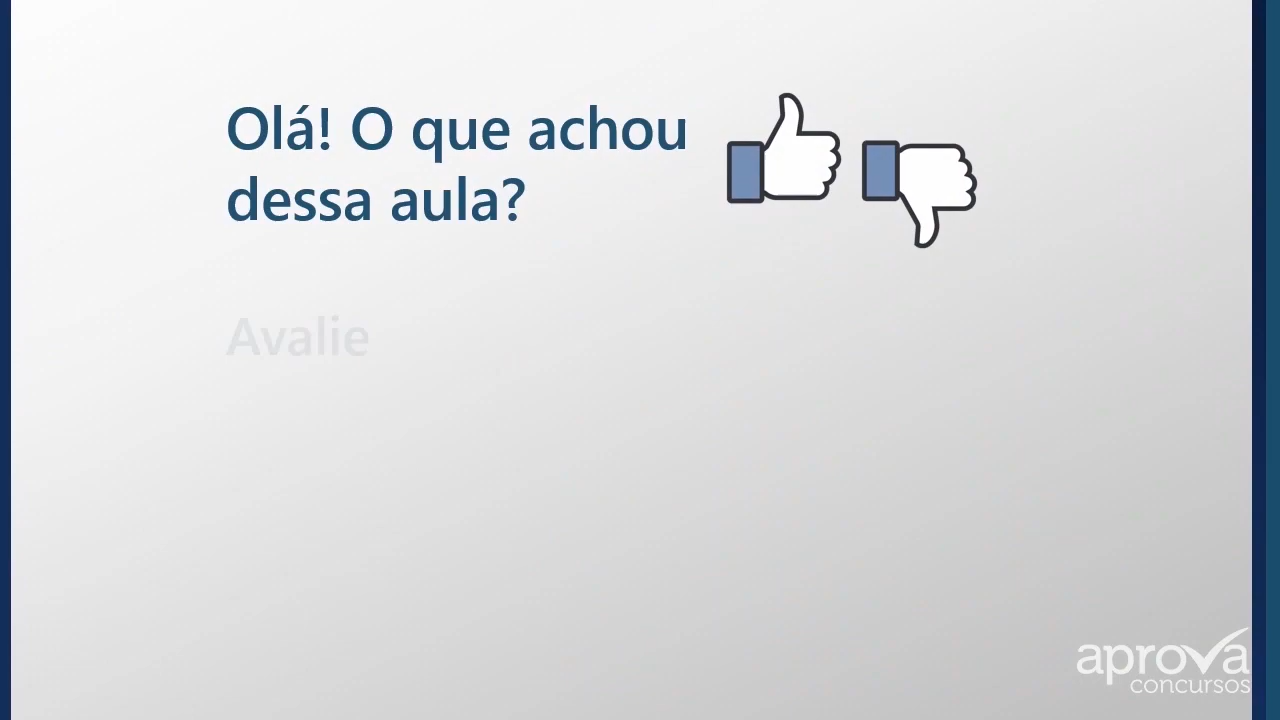 Olá! O que achou
dessa aula?
Avalie
aprova
concursos